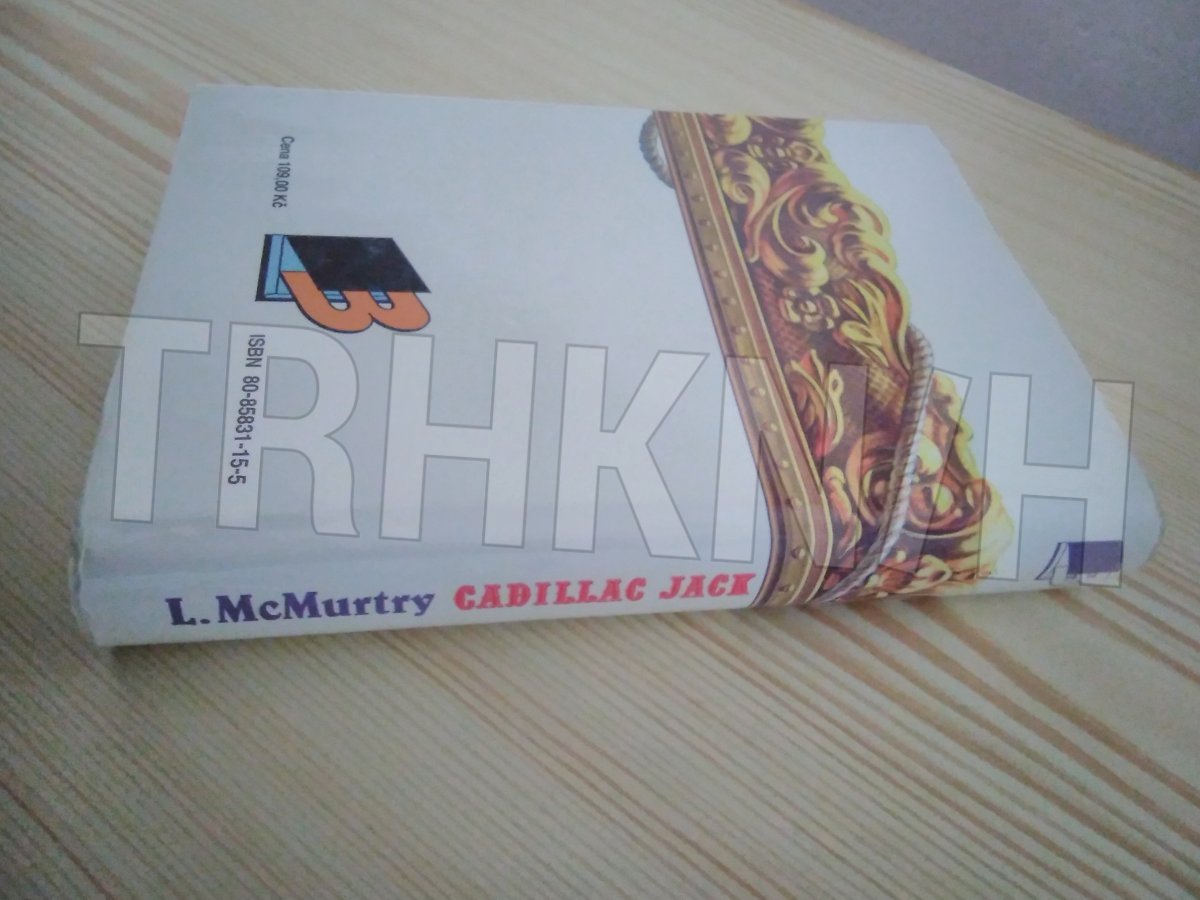 Cena 109,00 Kč
ISBN 80-85831-15-5
L. McMurtry CADILLAC JACK
TRHKNIH